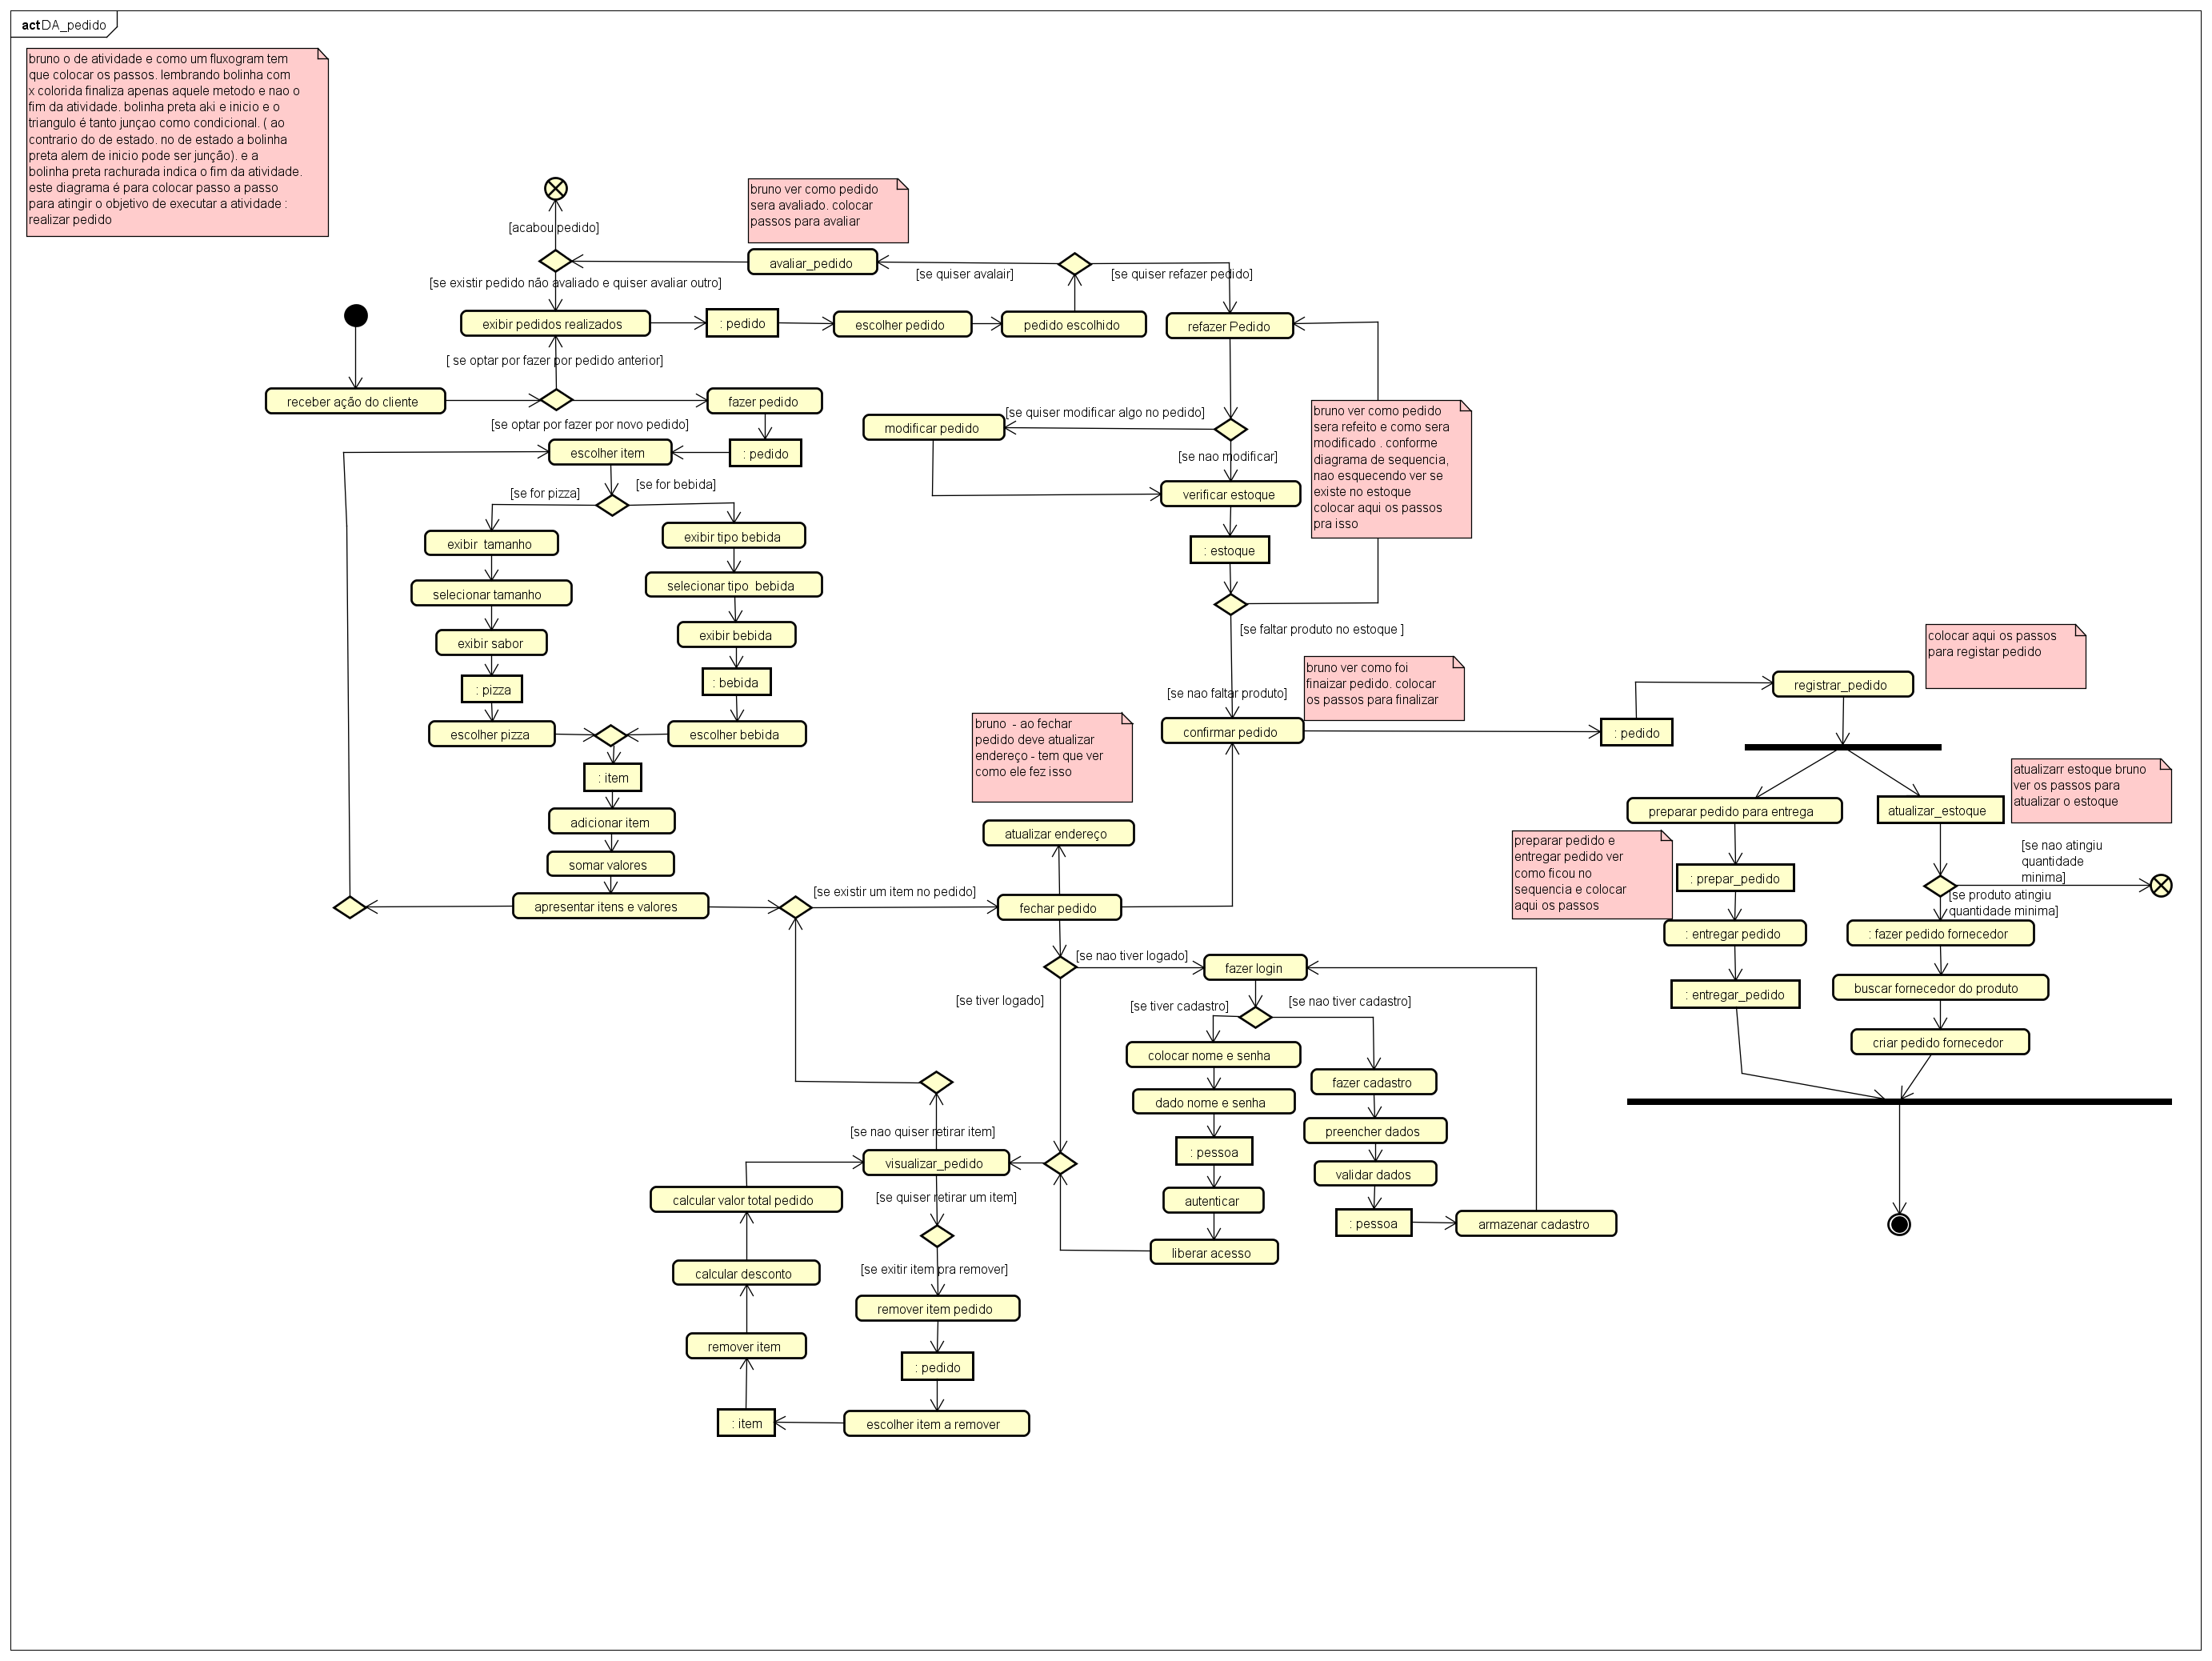 act DA_pedido
bruno o de atividade e como um fluxogram tem
que colocar os passos. lembrando bolinha com
x colorida finaliza apenas aquele metodo e nao o
fim da atividade. bolinha preta aki e inicio e o
triangulo é tanto junçao como condicional. ( ao
contrario do de estado. no de estado a bolinha
preta alem de inicio pode ser junção). e a
bolinha preta rachurada indica o fim da atividade.
este diagrama é para colocar passo a passo
para atingir o objetivo de executar a atividade :
realizar pedido
bruno ver como pedido
sera avaliado. colocar
passos para avaliar
[acabou pedido]
avaliar_pedido
[se quiser avalair]
[se quiser refazer pedido]
[se existir pedido não avaliado e quiser avaliar outro]
exibir pedidos realizados
: pedido
escolher pedido
pedido escolhido
refazer Pedido
[ se optar por fazer por pedido anterior]
receber ação do cliente
fazer pedido
[se optar por fazer por novo pedido]
escolher item
: pedido
modificar pedido
[se quiser modificar algo no pedido]
[se nao modificar]
bruno ver como pedido
sera refeito e como sera
modificado . conforme
diagrama de sequencia,
nao esquecendo ver se
existe no estoque
colocar aqui os passos
pra isso
verificar estoque
: estoque
[se faltar produto no estoque ]
[se nao faltar produto]
[se for pizza]
[se for bebida]
exibir  tamanho
selecionar tamanho
exibir sabor
: pizza
escolher pizza
exibir tipo bebida
selecionar tipo  bebida
exibir bebida
: bebida
escolher bebida
: item
adicionar item
somar valores
apresentar itens e valores
[se existir um item no pedido]
bruno  - ao fechar
pedido deve atualizar
endereço - tem que ver
como ele fez isso
atualizar endereço
fechar pedido
bruno ver como foi
finaizar pedido. colocar
os passos para finalizar
confirmar pedido
: pedido
colocar aqui os passos
para registar pedido
registrar_pedido
preparar pedido para entrega
atualizar_estoque
atualizarr estoque bruno
ver os passos para
atualizar o estoque
preparar pedido e
entregar pedido ver
como ficou no
sequencia e colocar
aqui os passos
: prepar_pedido
: entregar pedido
: entregar_pedido
[se nao atingiu
quantidade
minima]
[se produto atingiu
quantidade minima]
: fazer pedido fornecedor
buscar fornecedor do produto
criar pedido fornecedor
[se nao tiver logado]
[se tiver logado]
fazer login
[se tiver cadastro]
[se nao tiver cadastro]
colocar nome e senha
dado nome e senha
: pessoa
autenticar
liberar acesso
fazer cadastro
preencher dados
validar dados
: pessoa
armazenar cadastro
[se nao quiser retirar item]
visualizar_pedido
[se quiser retirar um item]
[se exitir item pra remover]
remover item pedido
: pedido
escolher item a remover
: item
remover item
calcular desconto
calcular valor total pedido